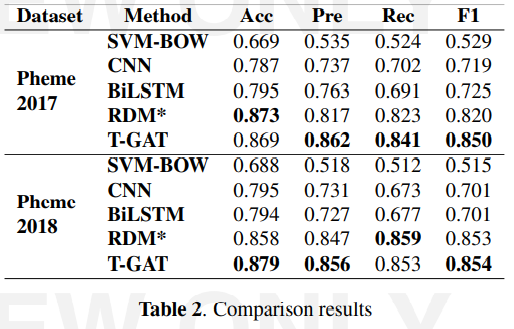 Dataset Method Acc Pre Rec F1
SVM-BOW 0.669 0.535 0.524 0.529
CNN 0.787 0.737 0.702 0.719
Pheme 2017 BiLSTM 0.795 0.763 0.691 0.725
RDM* 0.873 0.817 0.823 0.820
T-GAT 0.869 0.862 0.841 0.850
SVM-BOW 0.688 0.518 0.512 0.515
CNN 0.795 0.731 0.673 0.701
Pheme 2018 BiLSTM 0.794 0.727 0.677 0.701
RDM* 0.858 0.847 0.859 0.853
T-GAT 0.879 0.856 0.853 0.854
Table 2. Comparison results